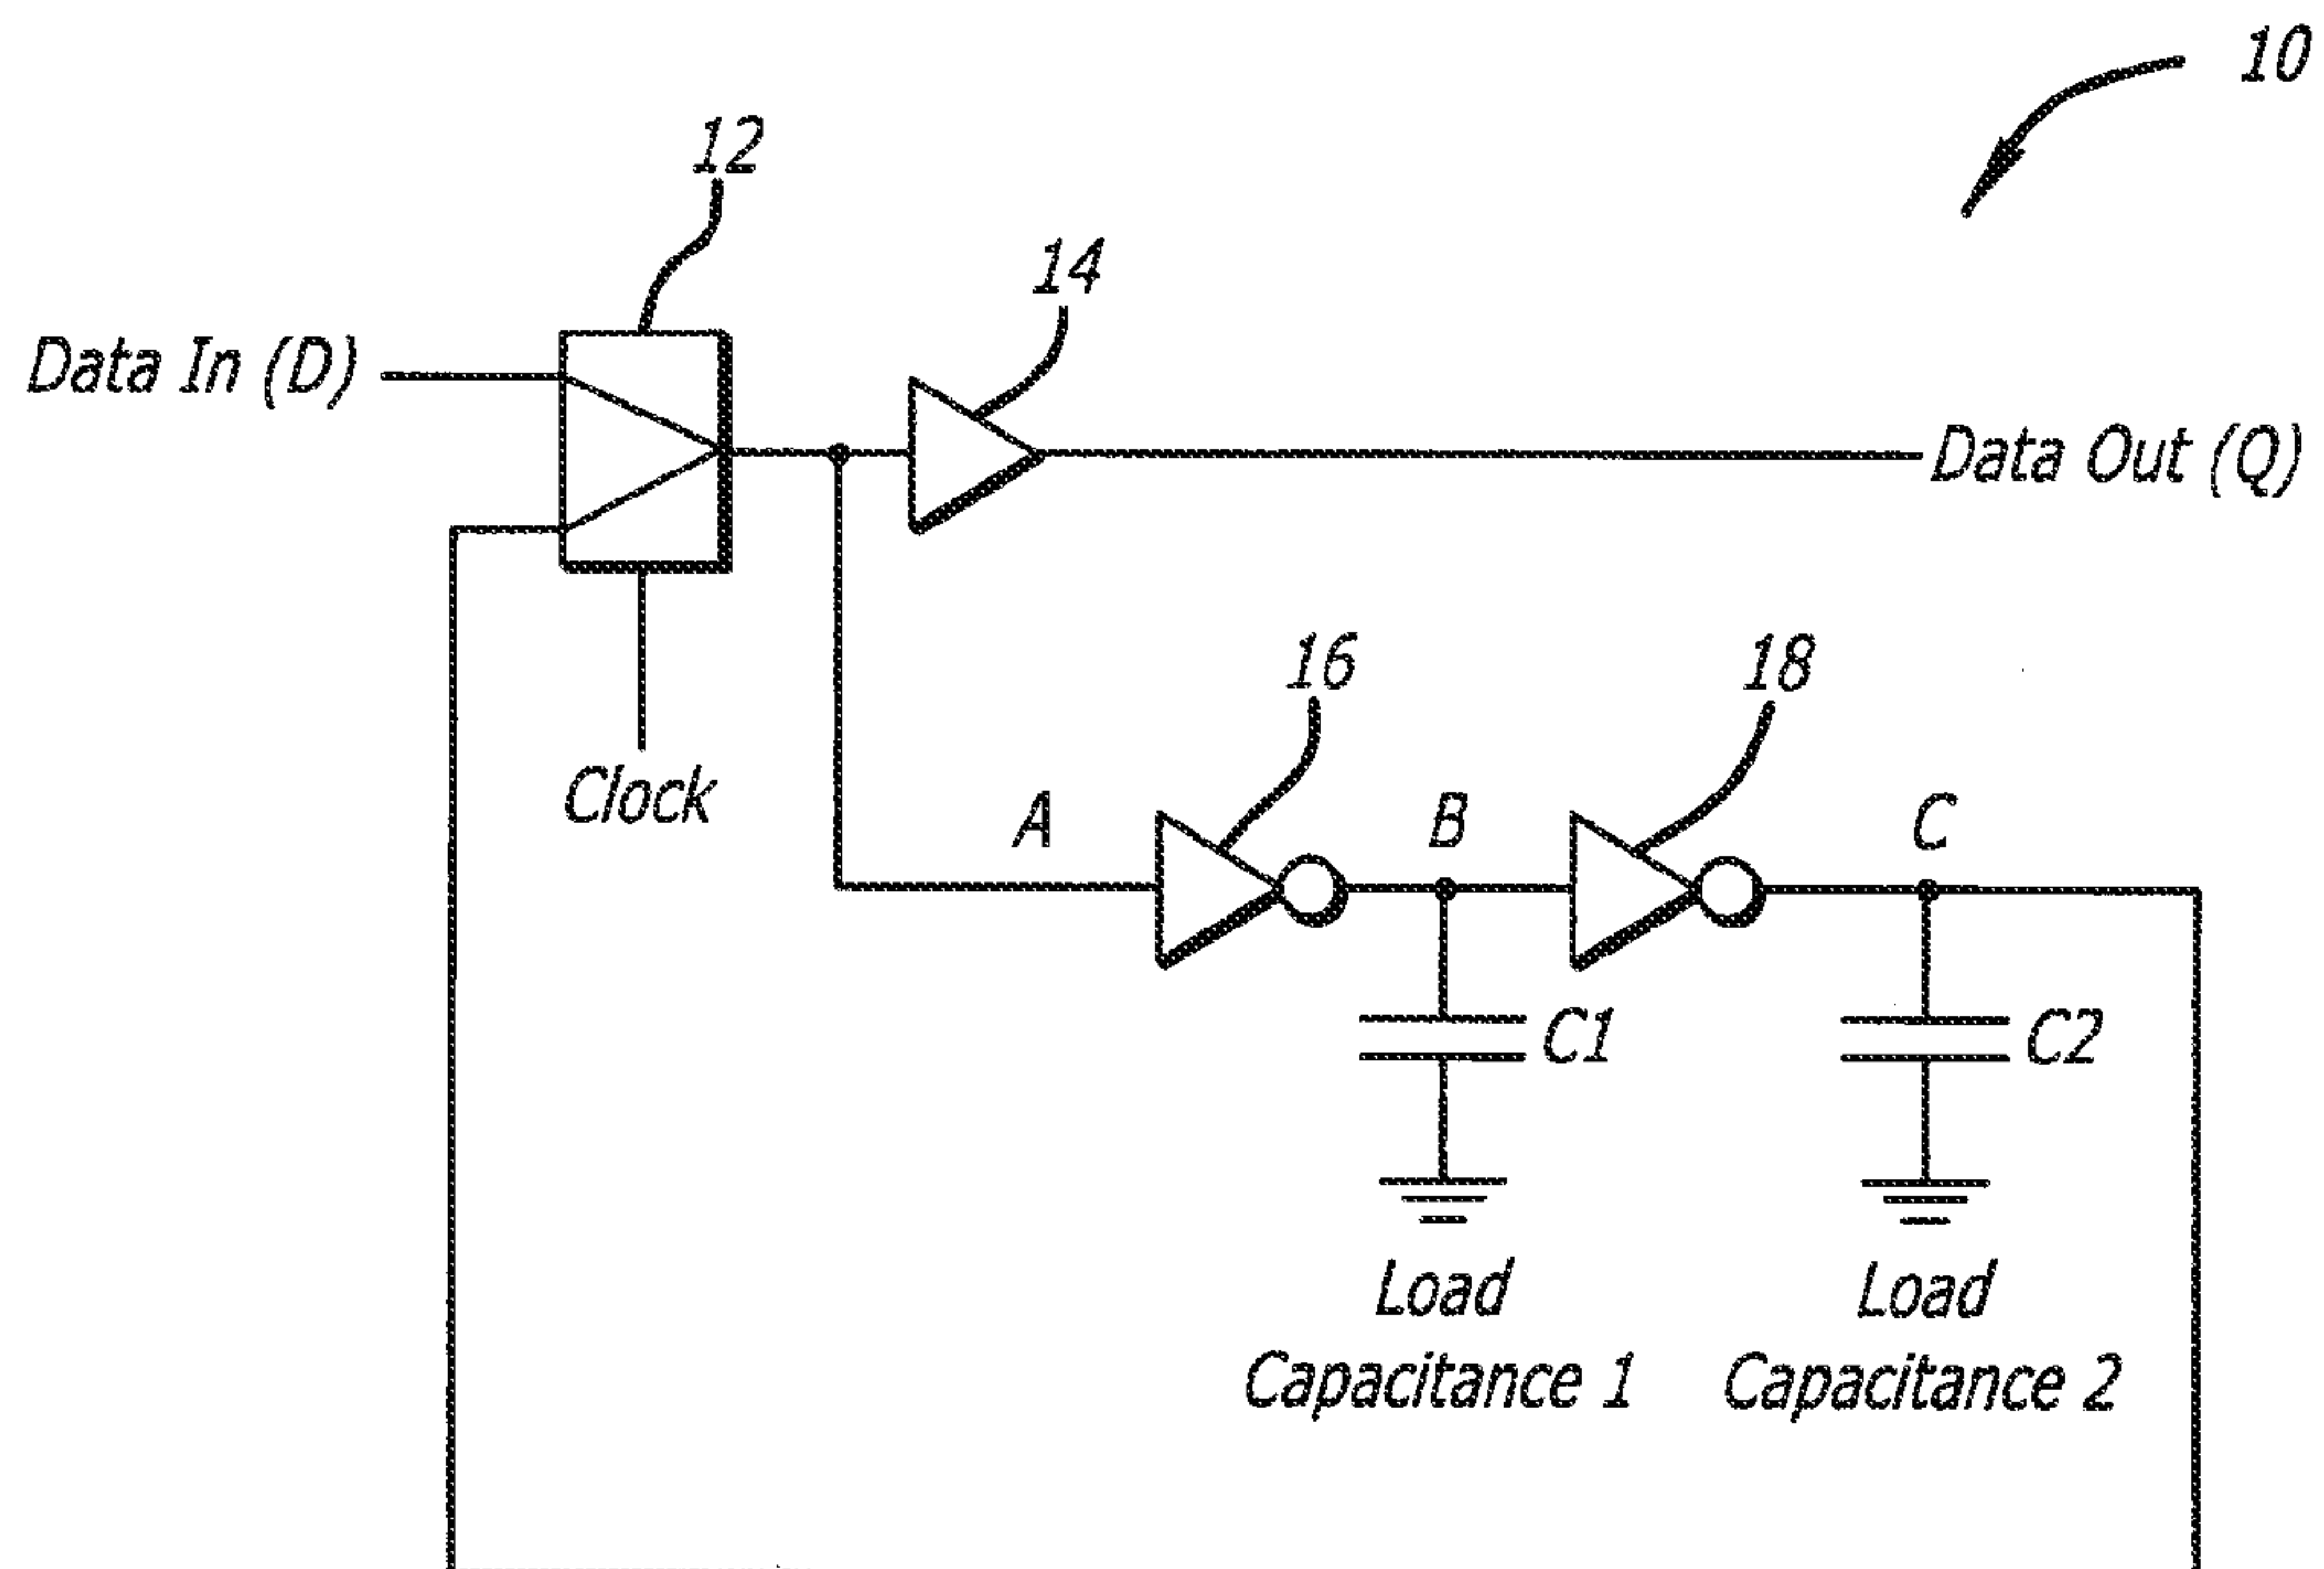 10
12
14
Data In (D)
Data Out (Q)
16
18
Clock
A
B
C
C1
C2
Load
Capacitance 1
Load
Capacitance 2